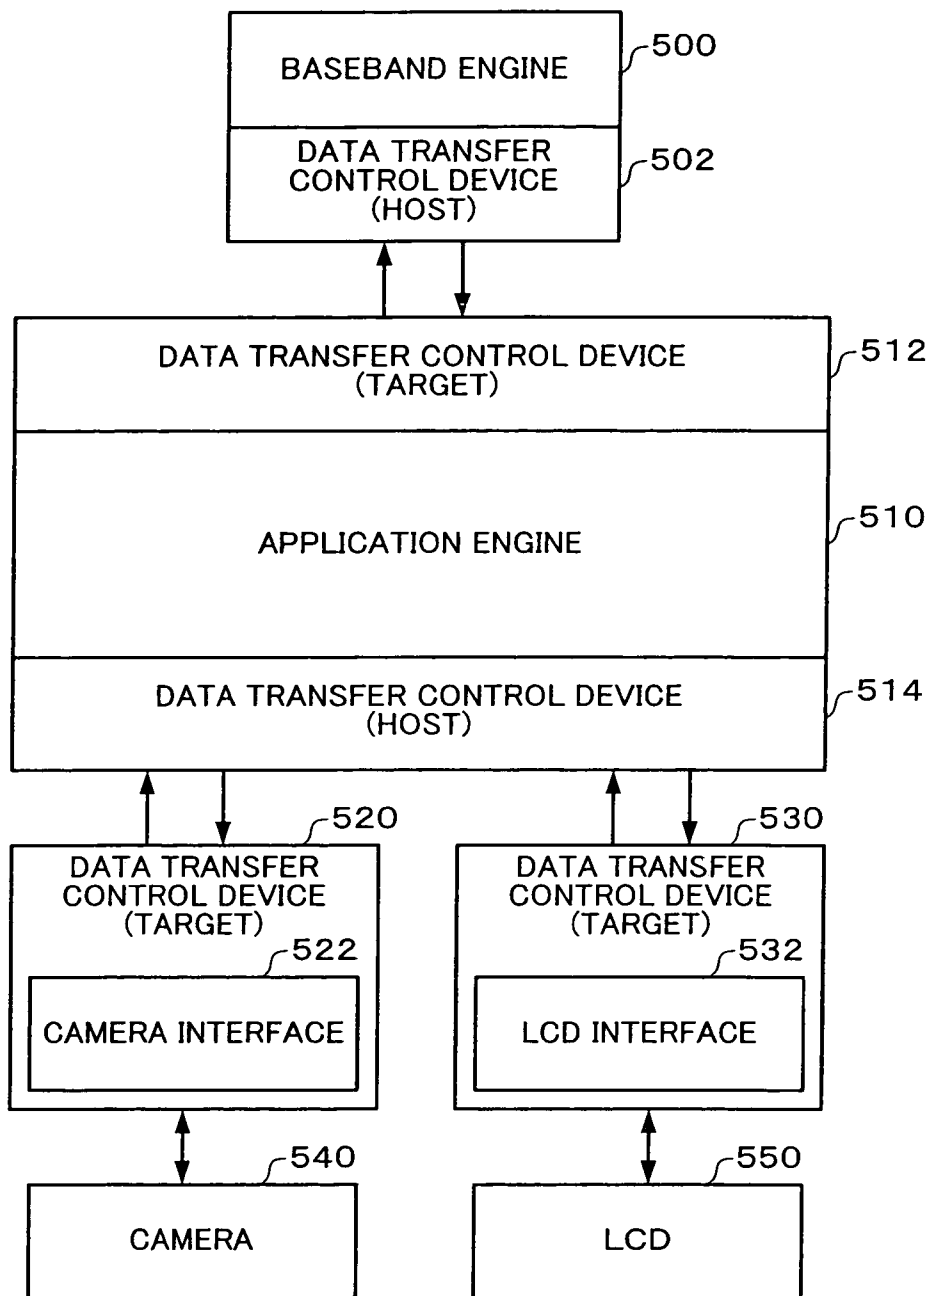 BASEBAND ENGINE
500
DATA TRANSFER
CONTROL DEVICE
(HOST)
502
DATA TRANSFER CONTROL DEVICE
(TARGET)
512
APPLICATION ENGINE
510
DATA TRANSFER CONTROL DEVICE
(HOST)
514
520
DATA TRANSFER
CONTROL DEVICE
(TARGET)
522
CAMERA INTERFACE
530
DATA TRANSFER
CONTROL DEVICE
(TARGET)
532
LCD INTERFACE
540
CAMERA
550
LCD